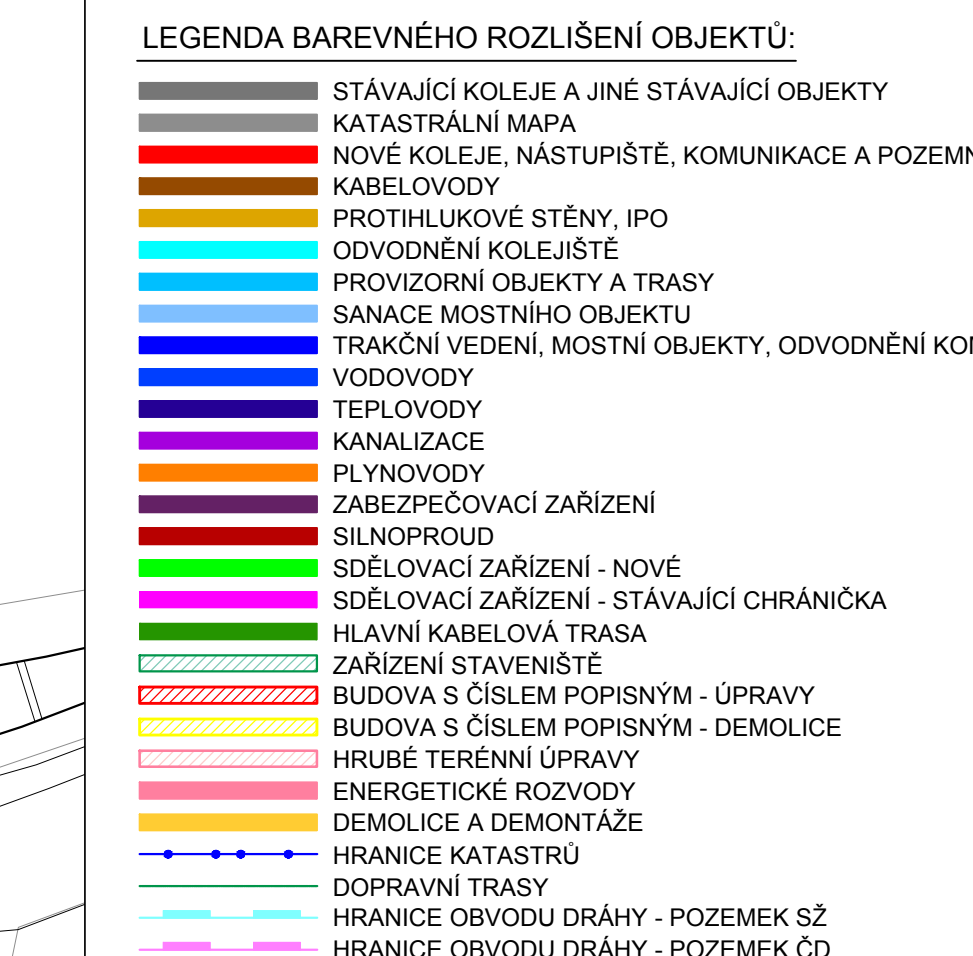 LEGENDA BAREVNÉHO ROZLIŠENÍ OBJEKTŮ:
STÁVAJÍCÍ KOLEJE A JINÉ STÁVAJÍCÍ OBJEKTY
KATASTRÁLNÍ MAPA
NOVÉ KOLEJE, NÁSTUPIŠTĚ, KOMUNIKACE A
KABELOVODY
PROTIHLUKOVÉ STĚNY, IPO
ODVODNĚNÍ KOLEJIŠTĚ
PROVIZORNÍ OBJEKTY A TRASY
SANACE MOSTNÍHO OBJEKTU
TRAKČNÍ VEDENÍ, MOSTNÍ OBJEKTY, ODVODNĚNÍ
VODOVODY
TEPLOVODY
KANALIZACE
PLYNOVODY
ZABEZPEČOVACÍ ZAŘÍZENÍ
SILNOPROUD
SDĚLOVACÍ ZAŘÍZENÍ - NOVÉ
SDĚLOVACÍ ZAŘÍZENÍ - STÁVAJÍCÍ CHRÁNIČKA
HLAVNÍ KABELOVÁ TRASA
ZAŘÍZENÍ STAVENIŠTĚ
BUDOVA S ČÍSLEM POPISNÝM - ÚPRAVY
BUDOVA S ČÍSLEM POPISNÝM - DEMOLICE
HRUBÉ TERÉNNÍ ÚPRAVY
ENERGETICKÉ ROZVODY
DEMOLICE A DEMONTÁŽE
HRANICE KATASTRŮ
DOPRAVNÍ TRASY
HRANICE OBVODU DRÁHY - POZEMEK SŽ
HRANICE OBVODU DRÁHY - POZEMEK ČD